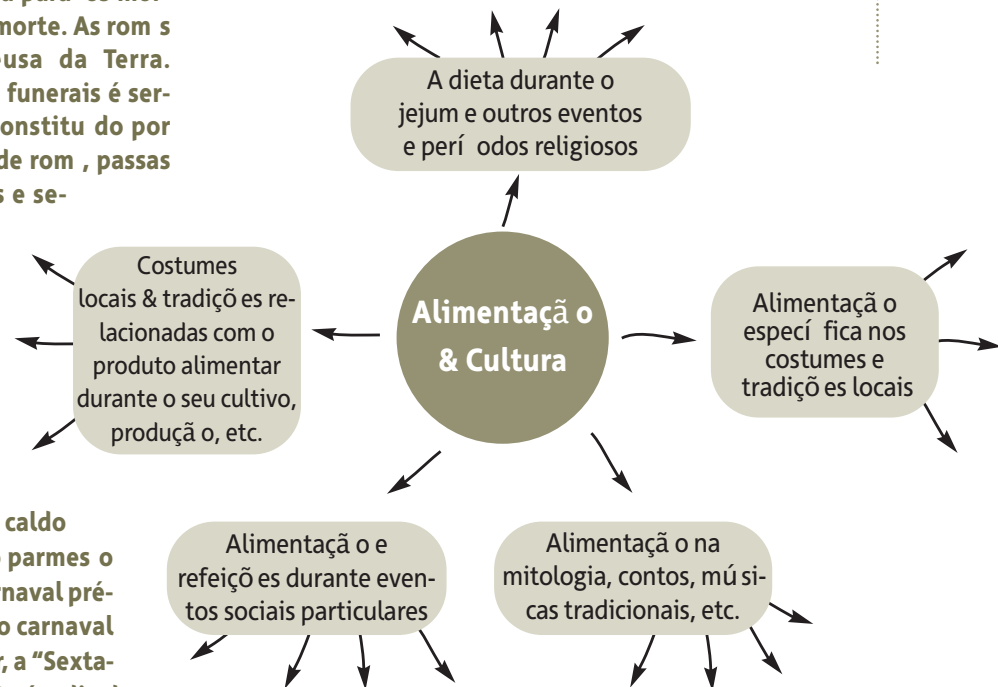 morte. As rom s
usa da Terra.
funerais é ser-
onstitu do por
de rom , passas
s e se-
A dieta durante o
jejum e outros eventos
e perí odos religiosos
Costumes
locais & tradiçõ es re-
lacionadas com o
produto alimentar
durante o seu cultivo,
produçã o, etc.
Alimentaçã o
& Cultura
Alimentaçã o
especí fica nos
costumes e
tradiçõ es locais
caldo
parmes o
rnaval pré-
o carnaval
r, a “Sexta-
Alimentaçã o e
refeiçõ es durante even-
tos sociais particulares
Alimentaçã o na
mitologia, contos, mú si-
cas tradicionais, etc.